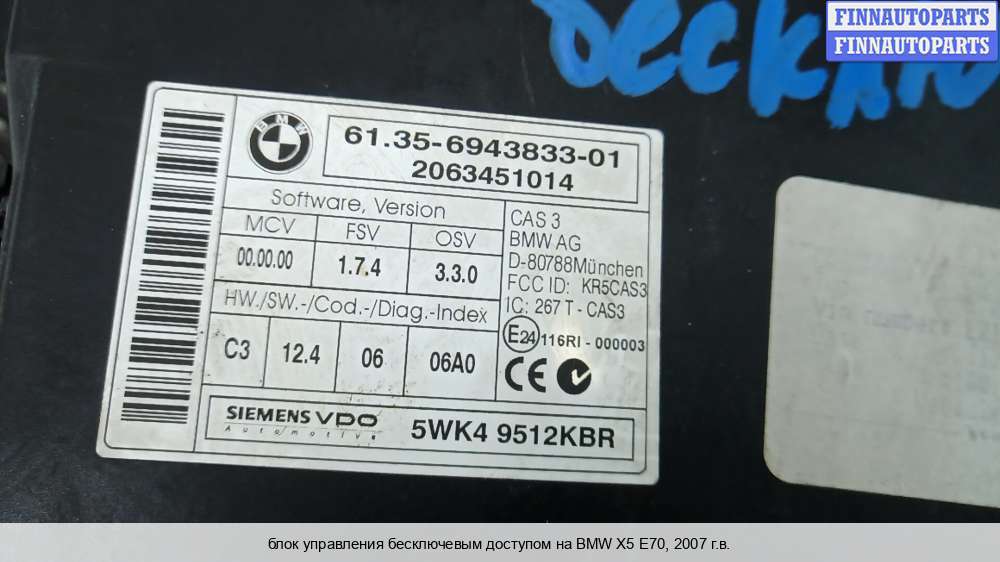 FINNAUTOPARTS
FINNAUTOPARTS
BMW
61.35-6943833-01
2063451014
Software, Version
MCV FSV OSV
00.00.00 1.7.4 3.3.0
HW./SW.-/Cod.-/Diag.-Index
C3 12.4 06 06A0
CAS 3
BMW AG
D-80788München
FCC ID: KR5CAS3
IC: 267 T - CAS3
E24 116RI - 000003
CE
SIEMENS VDO
Automotive
5WK4 9512KBR
блок управления бесключевым доступом на BMW X5 E70, 2007 г.в.